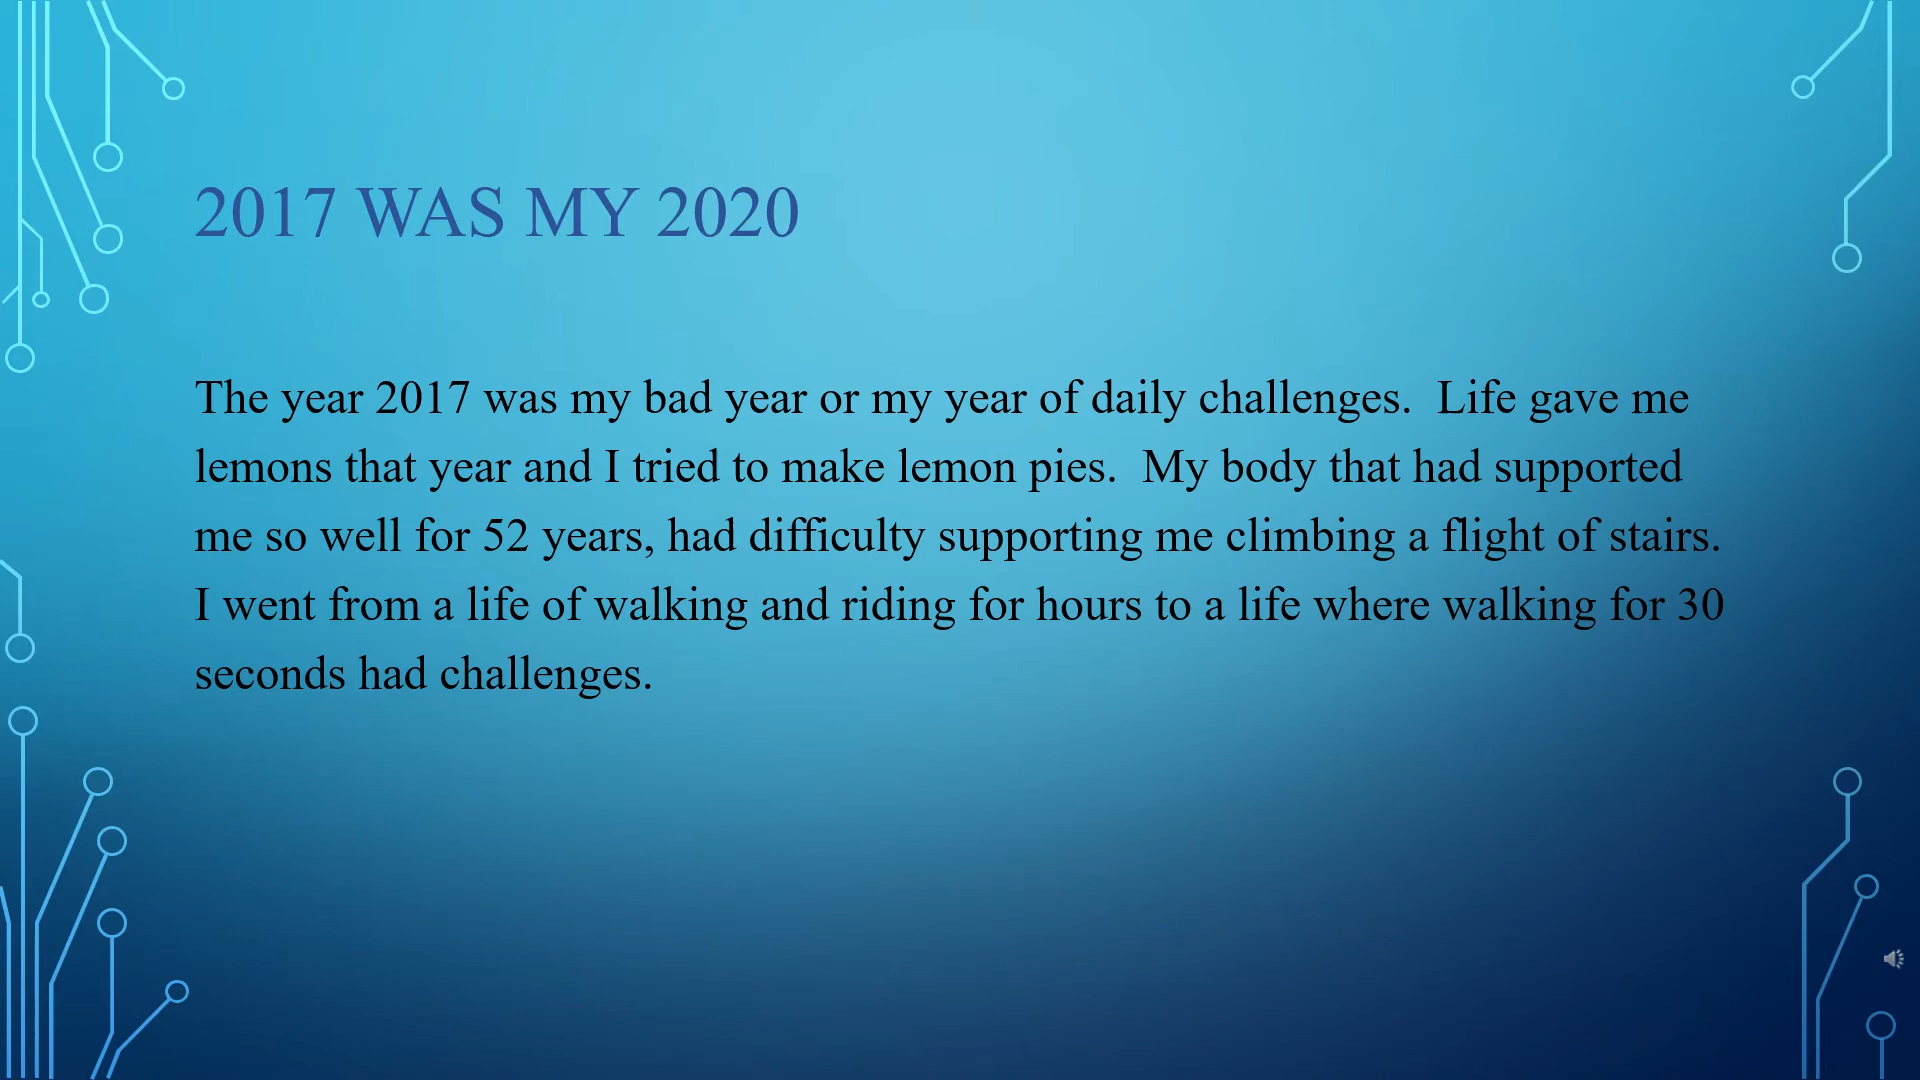 2017 WAS MY 2020
The year 2017 was my bad year or my year of daily challenges.  Life gave me
lemons that year and I tried to make lemon pies.  My body that had supported
me so well for 52 years, had difficulty supporting me climbing a flight of stairs.
I went from a life of walking and riding for hours to a life where walking for 30
seconds had challenges.